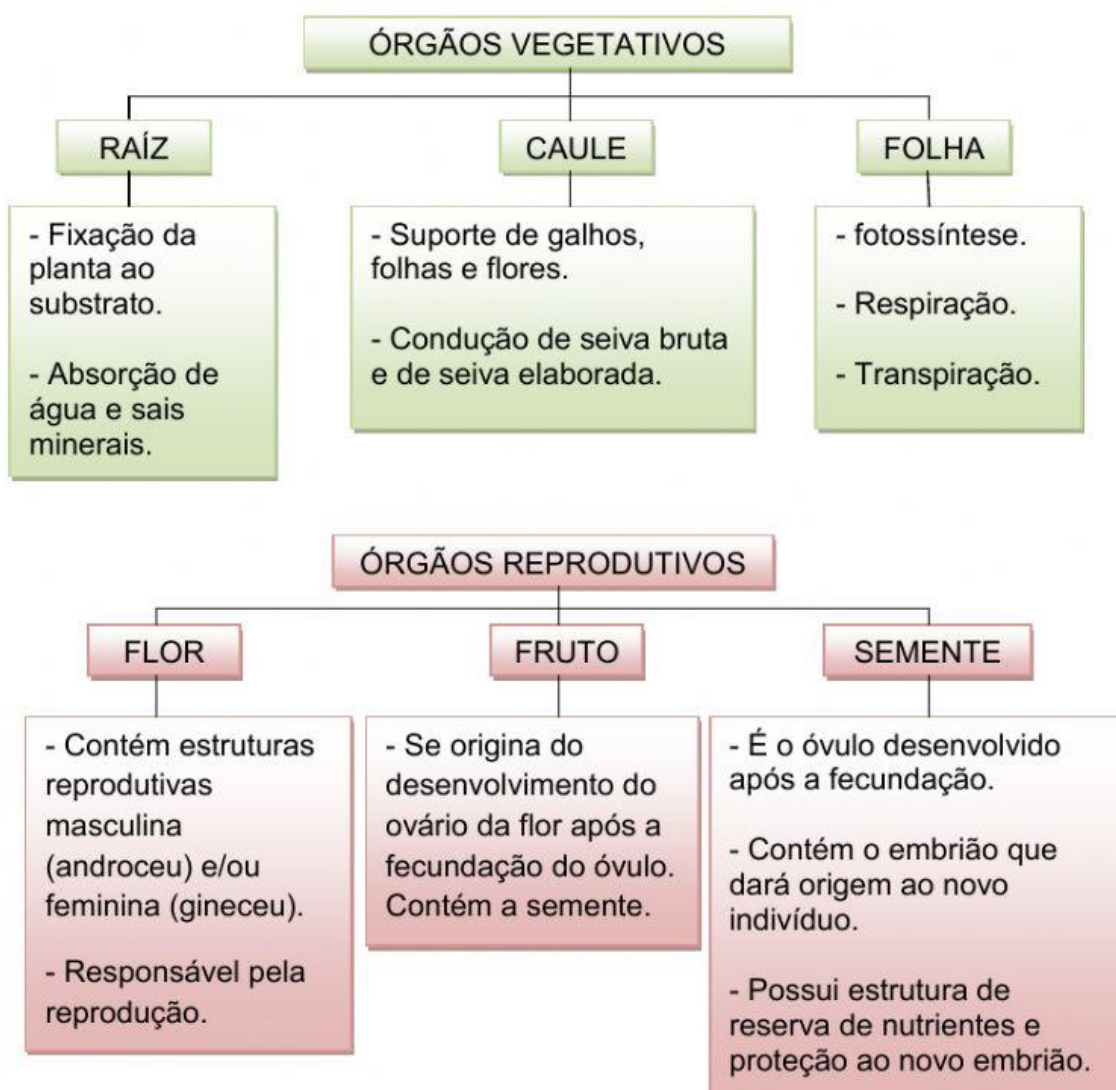 ÓRGÃOS VEGETATIVOS
RAÍZ
CAULE
FOLHA
- Fixação da
planta ao
substrato.
- Absorção de
água e sais
minerais.
- Suporte de galhos,
folhas e flores.
- Condução de seiva bruta
e de seiva elaborada.
- fotossíntese.
- Respiração.
- Transpiração.
ÓRGÃOS REPRODUTIVOS
FLOR
FRUTO
SEMENTE
- Contém estruturas
reprodutivas
masculina
(androceu) e/ou
feminina (gineceu).
- Responsável pela
reprodução.
- Se origina do
desenvolvimento do
ovário da flor após a
fecundação do óvulo.
Contém a semente.
- É o óvulo desenvolvido
após a fecundação.
- Contém o embrião que
dará origem ao novo
indivíduo.
- Possui estrutura de
reserva de nutrientes e
proteção ao novo embrião.